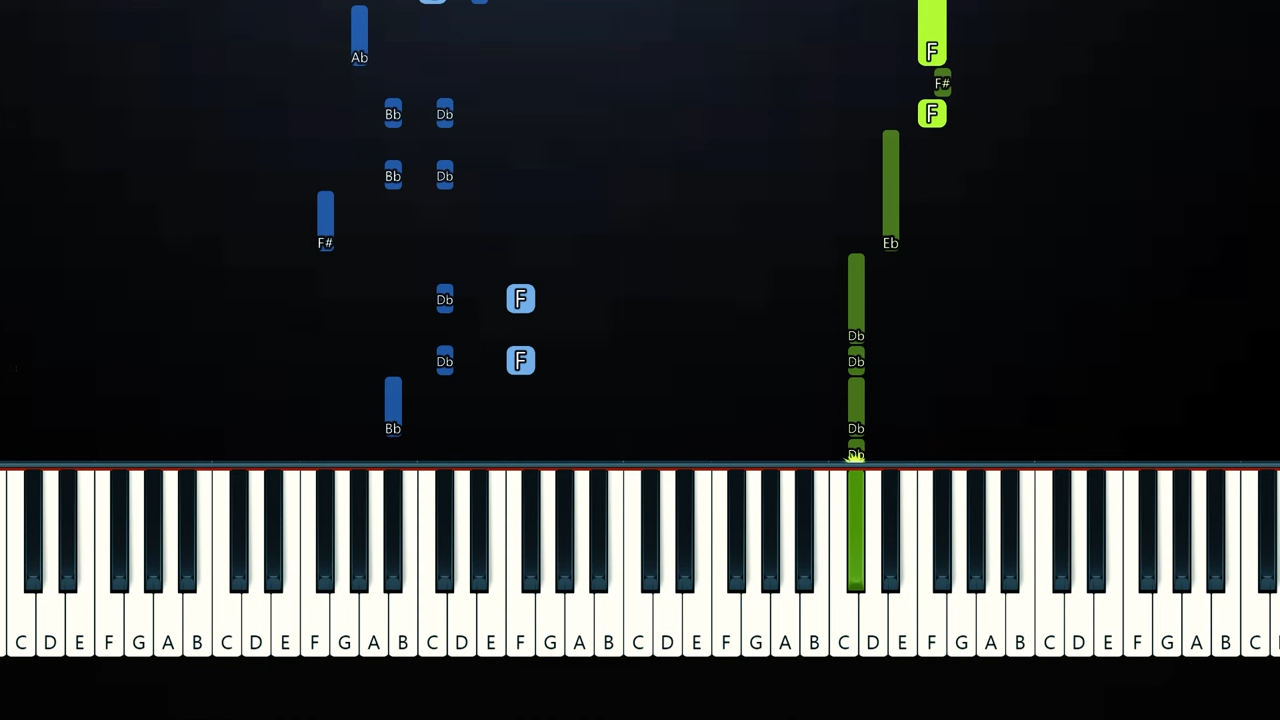 Ab F
F#
Bb Db F
Bb Db
F# Eb
Db F
Db
Db F Db
Bb Db
Db
C D E F G A B C D E F G A B C D E F G A B C D E F G A B C D E F G A B C D E F G A B C